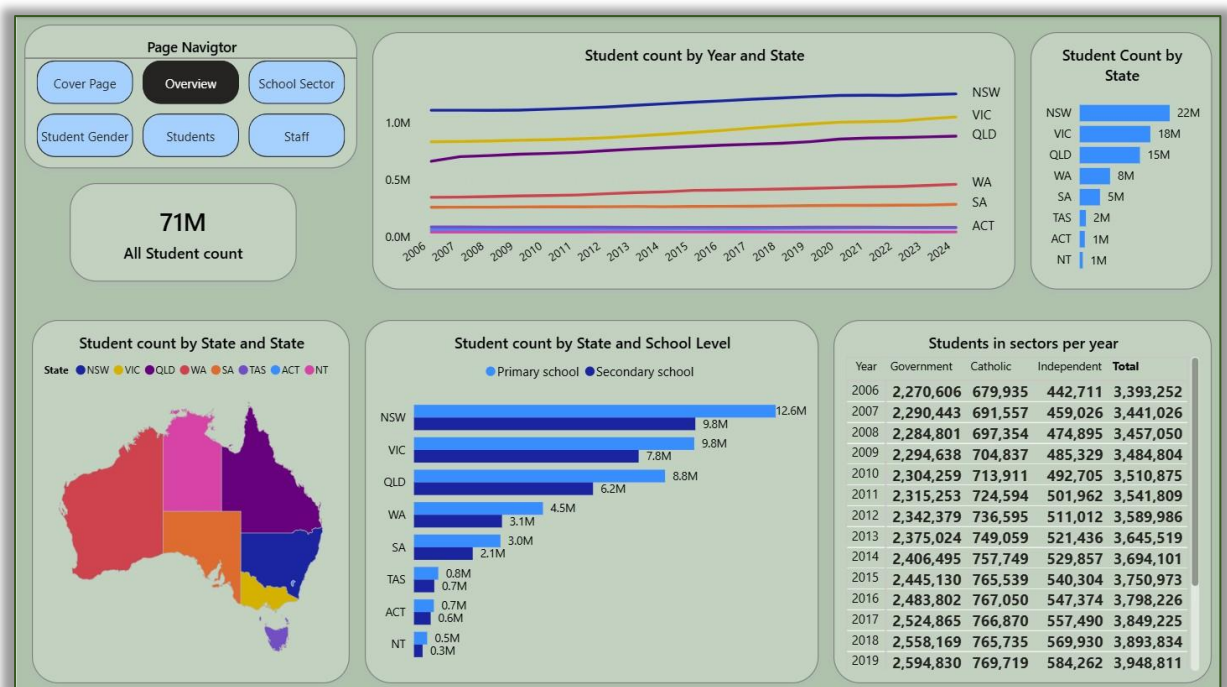 Page Navigtor
Cover Page
Overview
School Sector
Student Gender
Students
Staff
71M
All Student count
Student count by Year and State
1.0M
0.5M
0.0M
NSW
VIC
QLD
WA
SA
ACT
2006 2007 2008 2009 2010 2011 2012 2013 2014 2015 2016 2017 2018 2019 2020 2021 2022 2023 2024
Student Count by
State
NSW 22M
VIC 18M
QLD 15M
WA 8M
SA 5M
TAS 2M
ACT 1M
NT 1M
Student count by State and State
State NSW VIC QLD WA SA TAS ACT NT
Student count by State and School Level
Primary school Secondary school
NSW 12.6M
9.8M
VIC 9.8M
7.8M
QLD 8.8M
6.2M
WA 4.5M
3.1M
SA 3.0M
2.1M
TAS 0.8M
0.7M
ACT 0.7M
0.6M
NT 0.5M
0.3M
Students in sectors per year
Year Government Catholic Independent Total
2006 2,270,606 679,935 442,711 3,393,252
2007 2,290,443 691,557 459,026 3,441,026
2008 2,284,801 697,354 474,895 3,457,050
2009 2,294,638 704,837 485,329 3,484,804
2010 2,304,259 713,911 492,705 3,510,875
2011 2,315,253 724,594 501,962 3,541,809
2012 2,342,379 736,595 511,012 3,589,986
2013 2,375,024 749,059 521,436 3,645,519
2014 2,406,495 757,749 529,857 3,694,101
2015 2,445,130 765,539 540,304 3,750,973
2016 2,483,802 767,050 547,374 3,798,226
2017 2,524,865 766,870 557,490 3,849,225
2018 2,558,169 765,735 569,930 3,893,834
2019 2,594,830 769,719 584,262 3,948,811